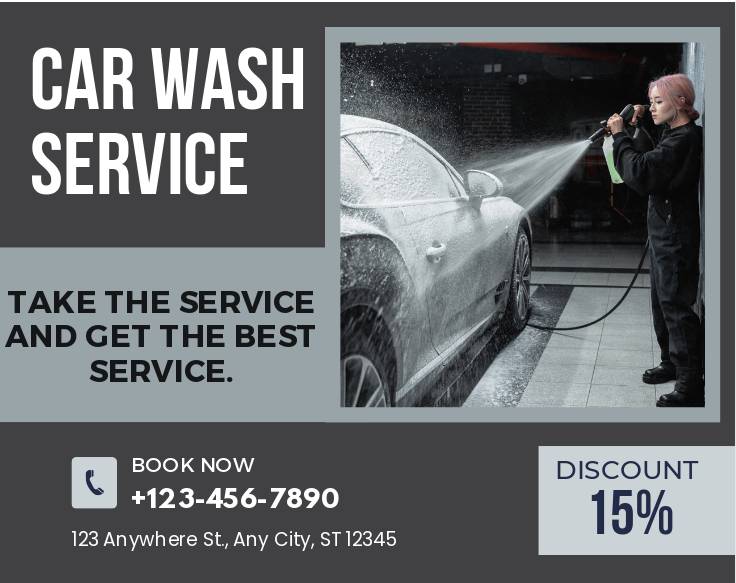 CAR WASH
SERVICE
TAKE THE SERVICE
AND GET THE BEST
SERVICE.
BOOK NOW
+123-456-7890
123 Anywhere St., Any City, ST 12345
DISCOUNT
15%